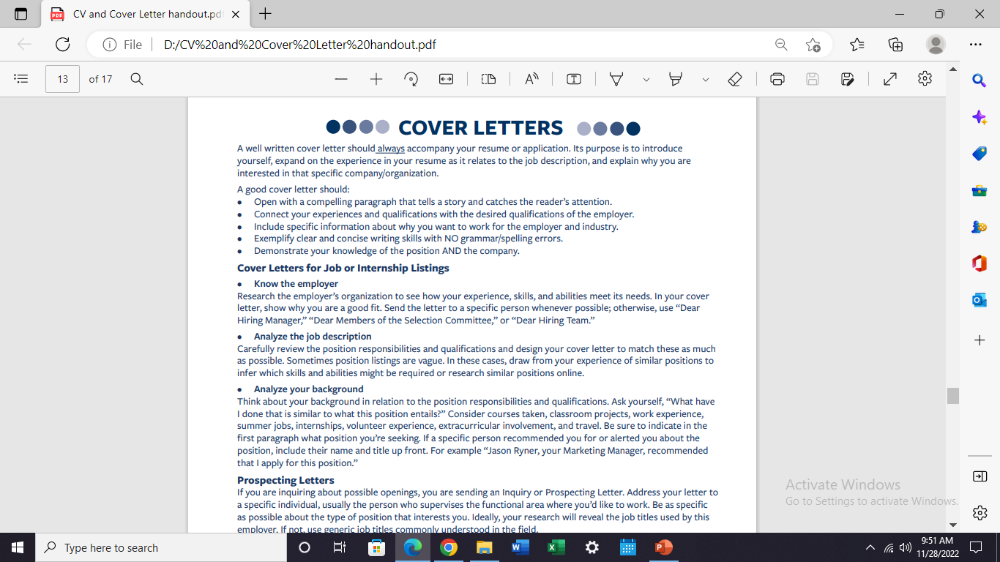 CV and Cover Letter handout.pd
File
D:/CV%20and%20Cover%20Letter%20handout.pdf
13 of 17
COVER LETTERS
A well written cover letter should always accompany your resume or application. Its purpose is to introduce
yourself, expand on the experience in your resume as it relates to the job description, and explain why you are
interested in that specific company/organization.
A good cover letter should:
• Open with a compelling paragraph that tells a story and catches the reader's attention.
• Connect your experiences and qualifications with the desired qualifications of the employer.
• Include specific information about why you want to work for the employer and industry.
• Exemplify clear and concise writing skills with NO grammar/spelling errors.
• Demonstrate your knowledge of the position AND the company.
Cover Letters for Job or Internship Listings
• Know the employer
Research the employer's organization to see how your experience, skills, and abilities meet its needs. In your cover
letter, show why you are a good fit. Send the letter to a specific person whenever possible; otherwise, use “Dear
Hiring Manager,” “Dear Members of the Selection Committee,” or “Dear Hiring Team.”
• Analyze the job description
Carefully review the position responsibilities and qualifications and design your cover letter to match these as much
as possible. Sometimes position listings are vague. In these cases, draw from your experience of similar positions to
infer which skills and abilities might be required or research similar positions online.
• Analyze your background
Think about your background in relation to the position responsibilities and qualifications. Ask yourself, “What have
I done that is similar to what this position entails?” Consider courses taken, classroom projects, work experience,
summer jobs, internships, volunteer experience, extracurricular involvement, and travel. Be sure to indicate in the
first paragraph what position you're seeking. If a specific person recommended you for or alerted you about the
position, include their name and title up front. For example “Jason Ryner, your Marketing Manager, recommended
that I apply for this position.”
Prospecting Letters
If you are inquiring about possible openings, you are sending an Inquiry or Prospecting Letter. Address your letter to
a specific individual, usually the person who supervises the functional area where you'd like to work. Be as specific
as possible about the type of position that interests you. Ideally, your research will reveal the job titles used by this
employer. If not, use generic job titles commonly understood in the field.
Activate Windows
Go to Settings to activate Windows.
Type here to search
9:51 AM
11/28/2022